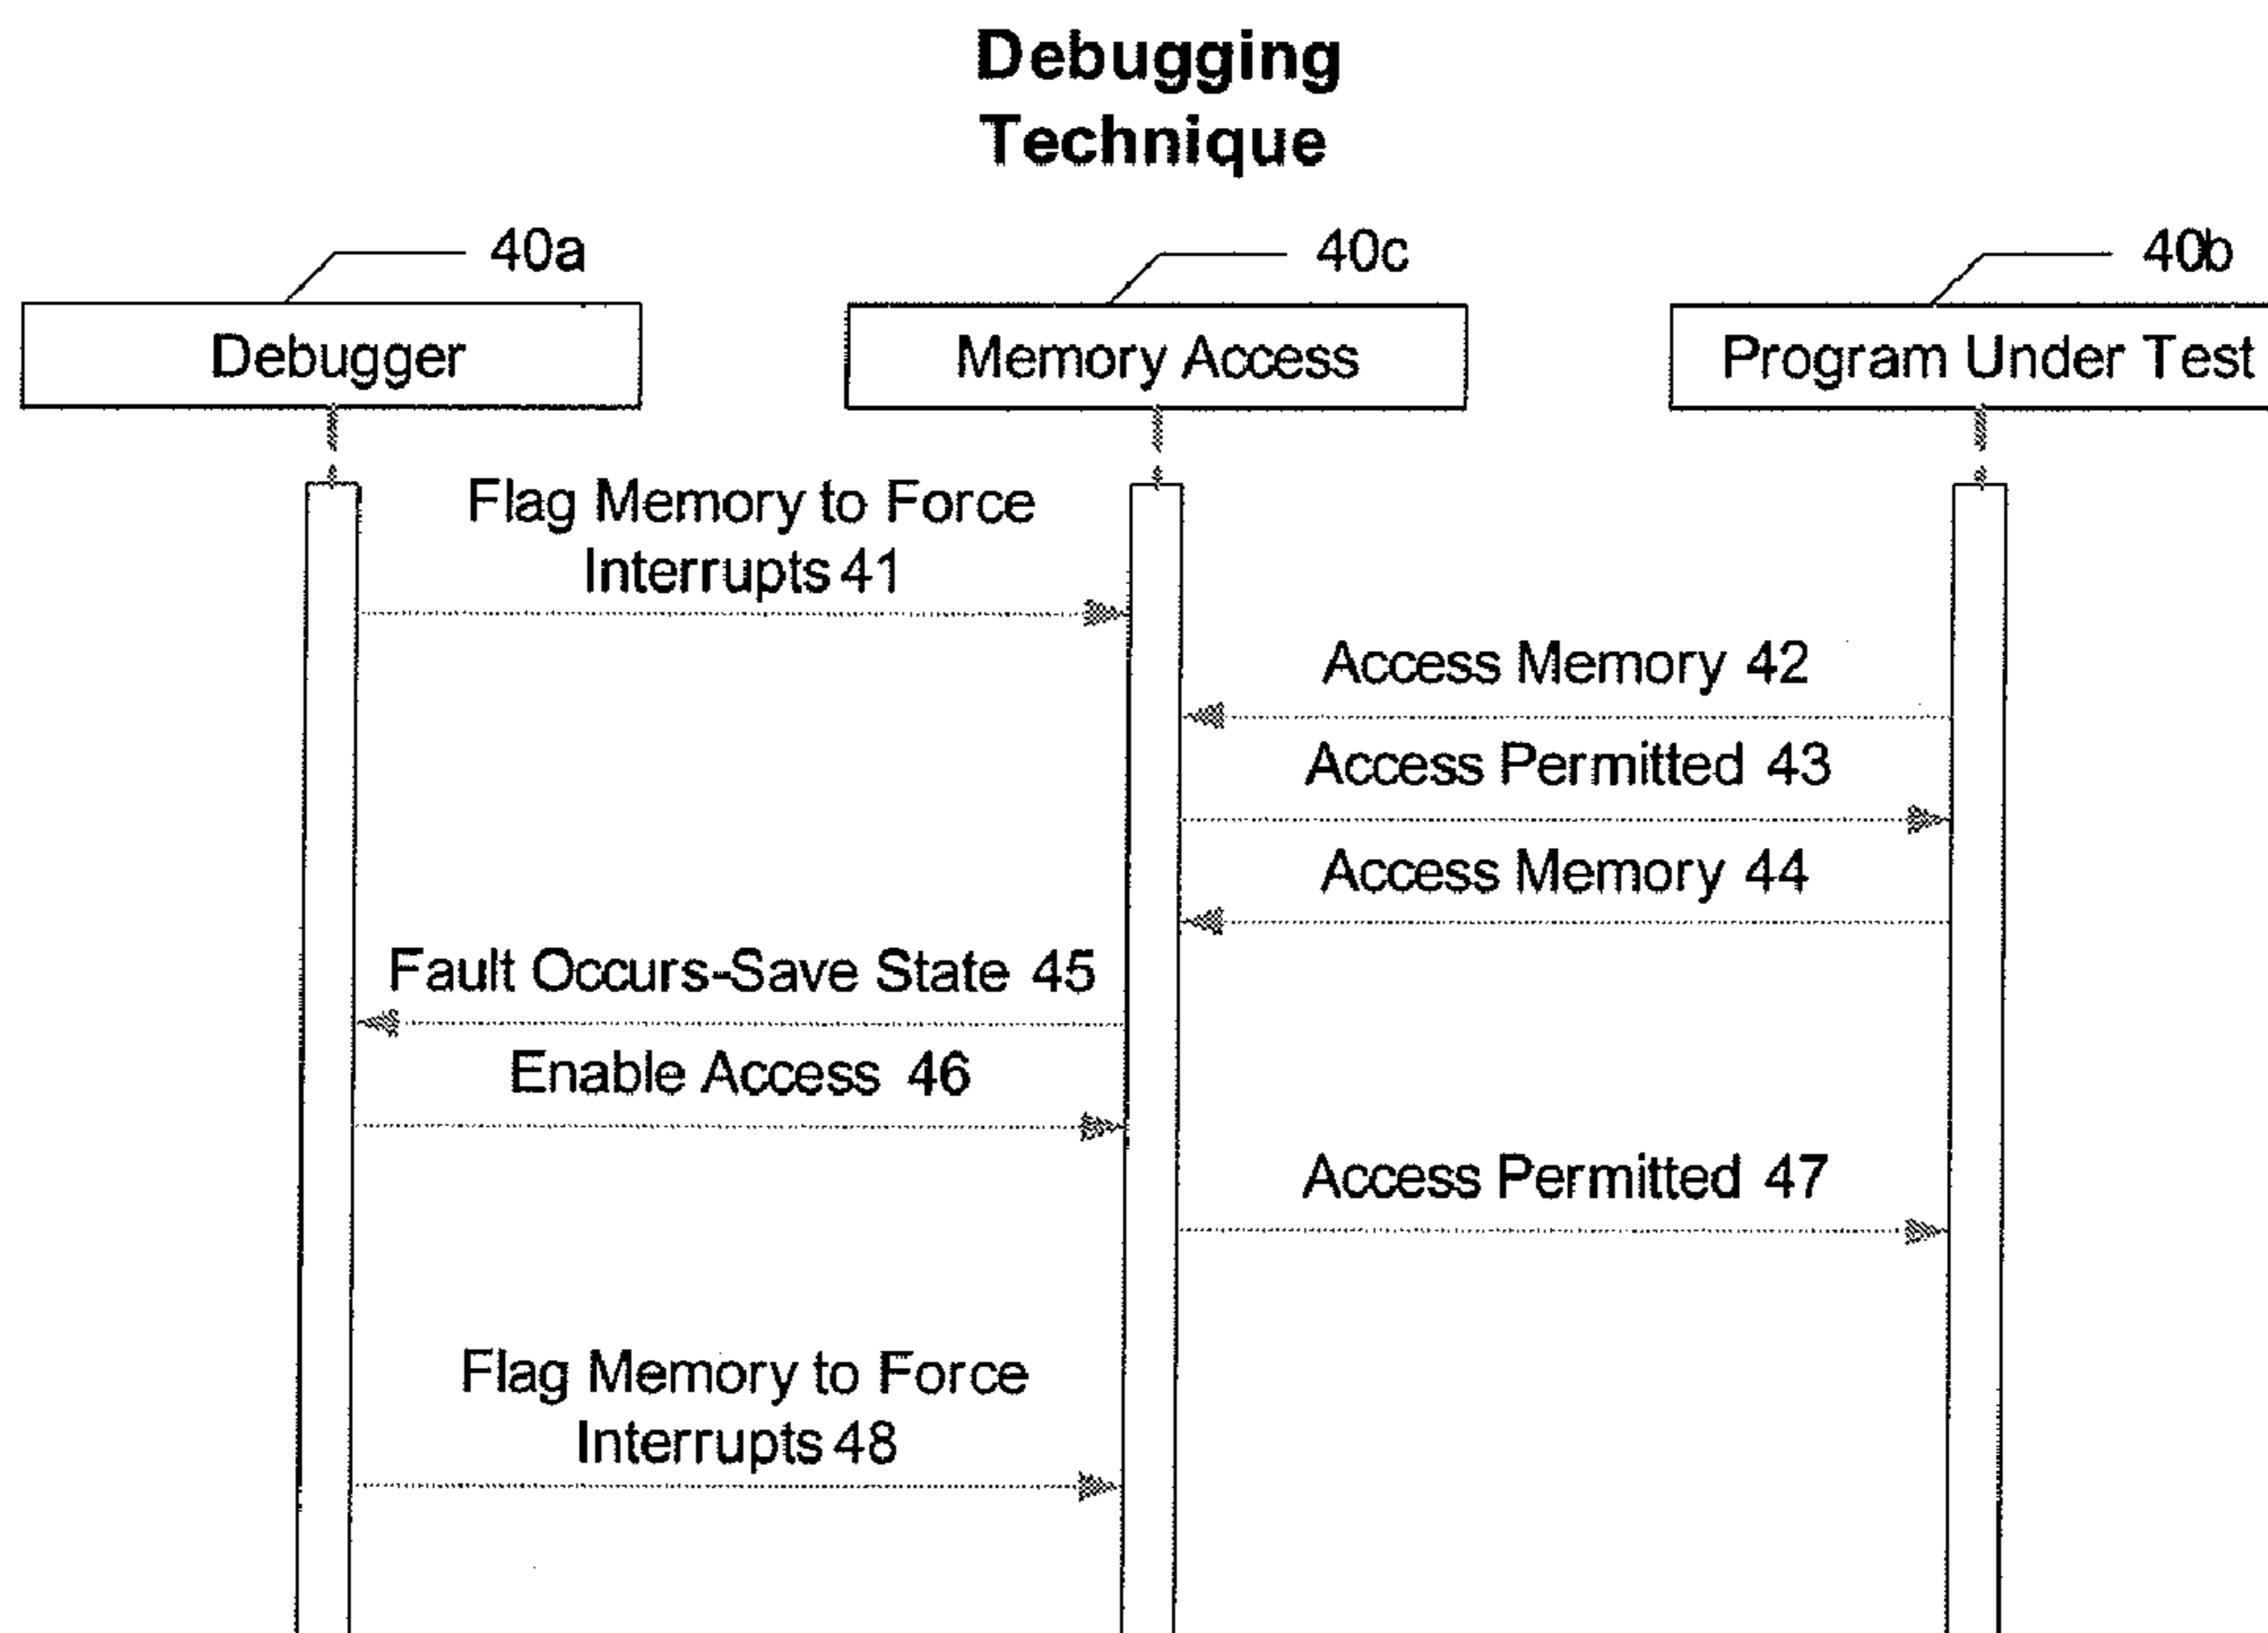 Debugging
Technique
40a
40c
40b
Debugger
Memory Access
Program Under Test
Flag Memory to Force
Interrupts 41
Access Memory 42
Access Permitted 43
Access Memory 44
Fault Occurs-Save State 45
Enable Access 46
Access Permitted 47
Flag Memory to Force
Interrupts 48